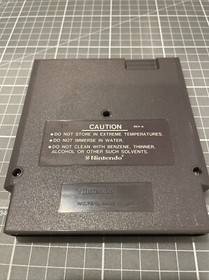 CAUTION REV-A
• DO NOT STORE IN EXTREME TEMPERATURES.
• DO NOT IMMERSE IN WATER.
• DO NOT CLEAN WITH BENZENE, THINNER,
ALCOHOL OR OTHER SUCH SOLVENTS.
Nintendo